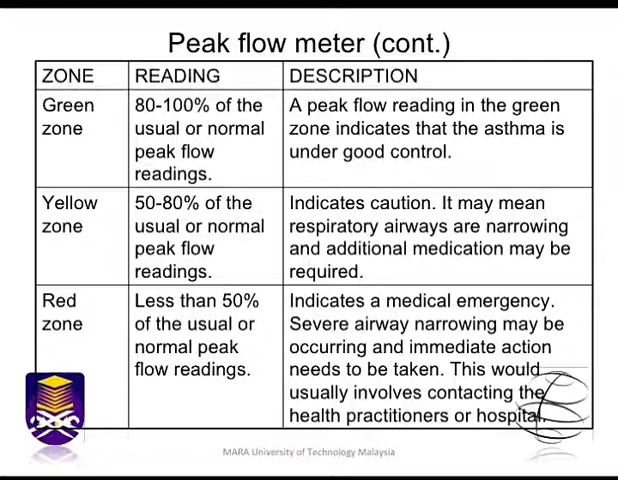 Peak flow meter (cont.)
ZONE READING DESCRIPTION
Green zone
80-100% of the usual or normal peak flow readings.
A peak flow reading in the green zone indicates that the asthma is under good control.
Yellow zone
50-80% of the usual or normal peak flow readings.
Indicates caution. It may mean respiratory airways are narrowing and additional medication may be required.
Red zone
Less than 50% of the usual or normal peak flow readings.
Indicates a medical emergency. Severe airway narrowing may be occurring and immediate action needs to be taken. This would usually involves contacting the health practitioners or hospital.
MARA University of Technology Malaysia